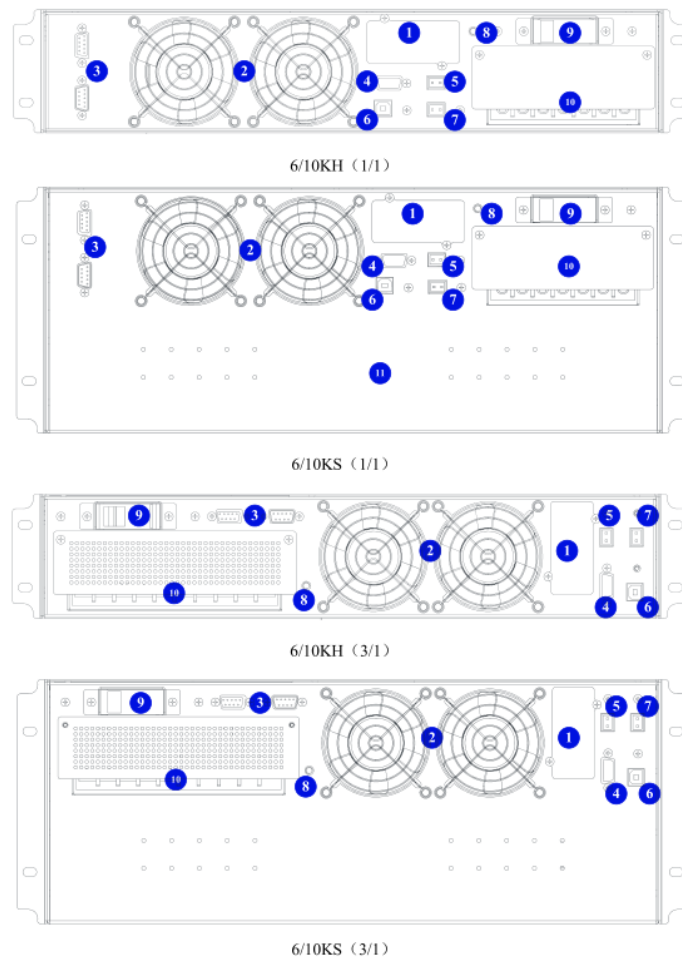 1 8 9
3 2
4 5
10
6 7
6/10KH（1/1）
1 8 9
3 2
4 5 10
6 7
11
6/10KS（1/1）
9 3 5 7
2 1
10 8 4 6
6/10KH（3/1）
9 3 5 7
2 1
10 8 4 6
6/10KS（3/1）